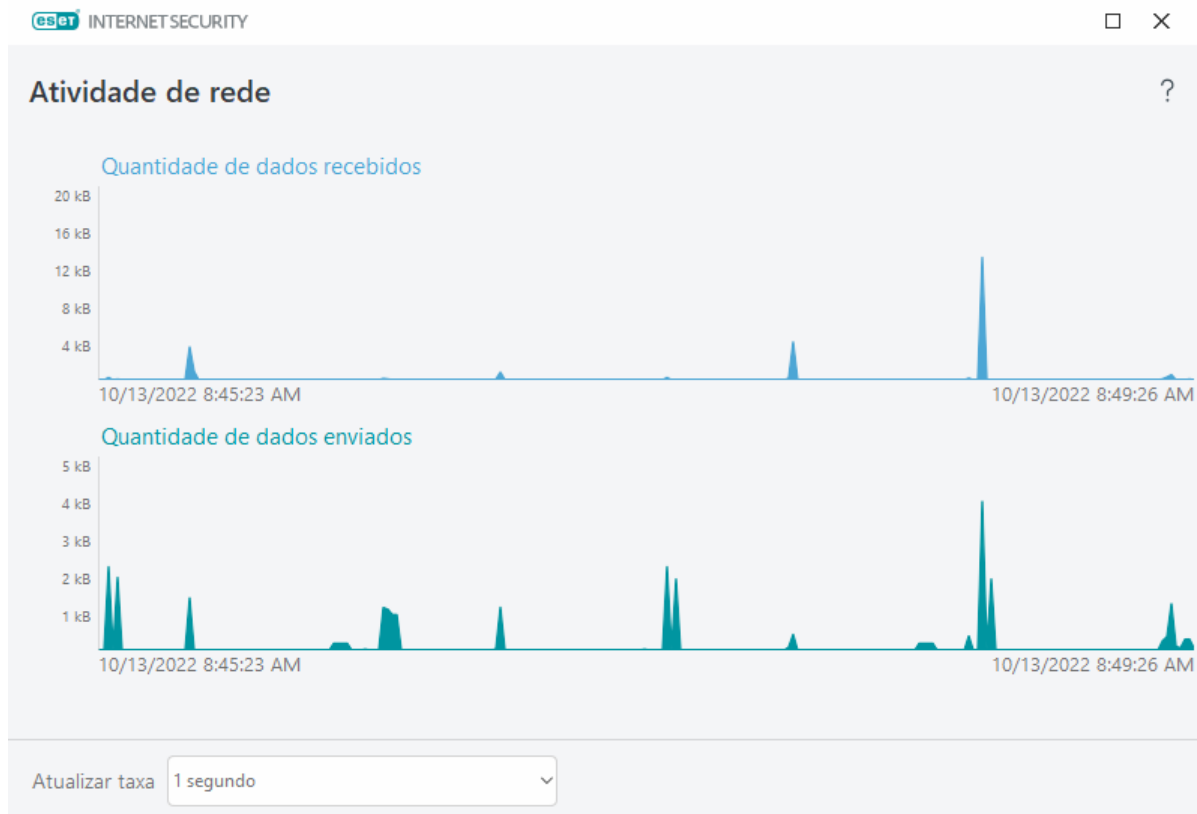 eset INTERNET SECURITY
Atividade de rede
?
Quantidade de dados recebidos
20 kB
16 kB
12 kB
8 kB
4 kB
10/13/2022 8:45:23 AM 10/13/2022 8:49:26 AM
Quantidade de dados enviados
5 kB
4 kB
3 kB
2 kB
1 kB
10/13/2022 8:45:23 AM 10/13/2022 8:49:26 AM
Atualizar taxa 1 segundo